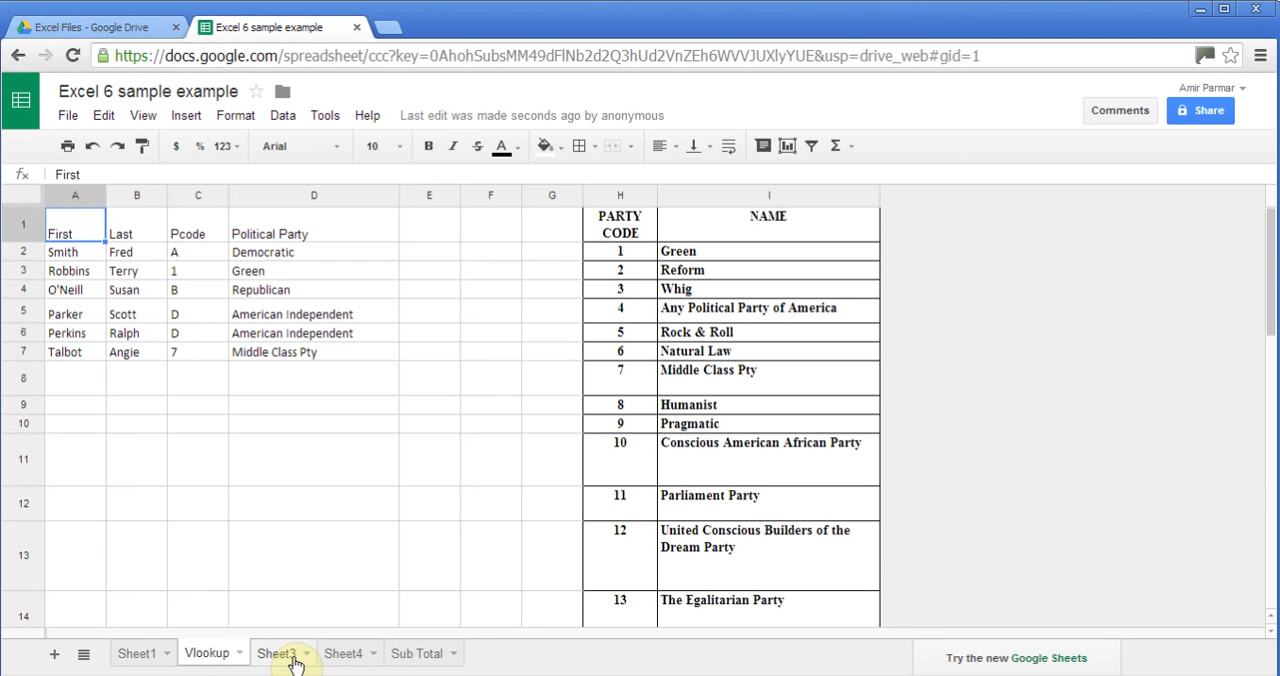 Excel Files - Google Drive × Excel 6 sample example ×
https://docs.google.com/spreadsheet/ccc?key=0AhohSubsMM49dFlNb2d2Q3hUd2VnZEh6WVVJUXlyYUE&usp=drive_web#gid=1
Excel 6 sample example
Amir Parmar
File Edit View Insert Format Data Tools Help Last edit was made seconds ago by anonymous
Comments Share
$ % 123 Arial 10 B I S A Σ
fx First
A B C D E F G H I
1 First Last Pcode Political Party PARTY CODE NAME
2 Smith Fred A Democratic 1 Green
3 Robbins Terry 1 Green 2 Reform
4 O'Neill Susan B Republican 3 Whig
5 Parker Scott D American Independent 4 Any Political Party of America
6 Perkins Ralph D American Independent 5 Rock & Roll
7 Talbot Angie 7 Middle Class Pty 6 Natural Law
8 7 Middle Class Pty
9 8 Humanist
10 9 Pragmatic
11 10 Conscious American African Party
12 11 Parliament Party
13 12 United Conscious Builders of the Dream Party
14 13 The Egalitarian Party
+ Sheet1 Vlookup Sheet3 Sheet4 Sub Total
Try the new Google Sheets